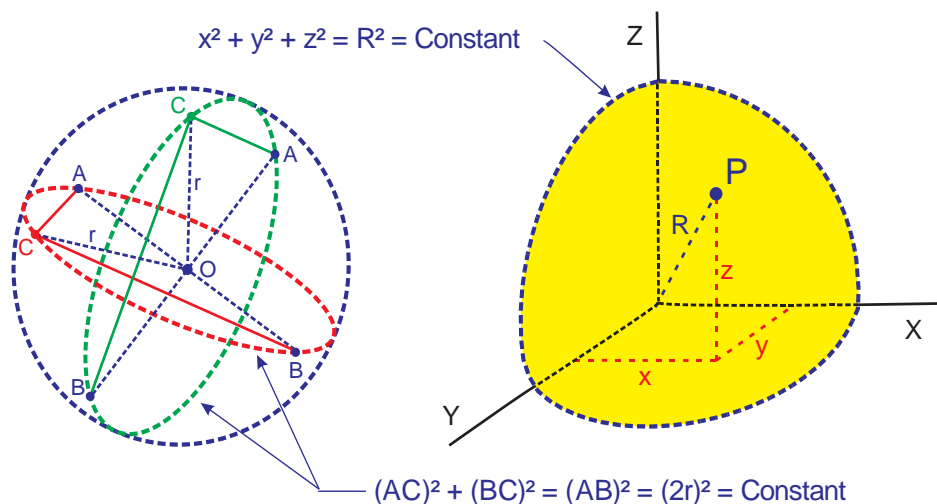 x² + y² + z² = R² = Constant
Z
C
A
r
A
P
r
R
C
O
z
X
y
x
B
B
Y
(AC)² + (BC)² = (AB)² = (2r)² = Constant